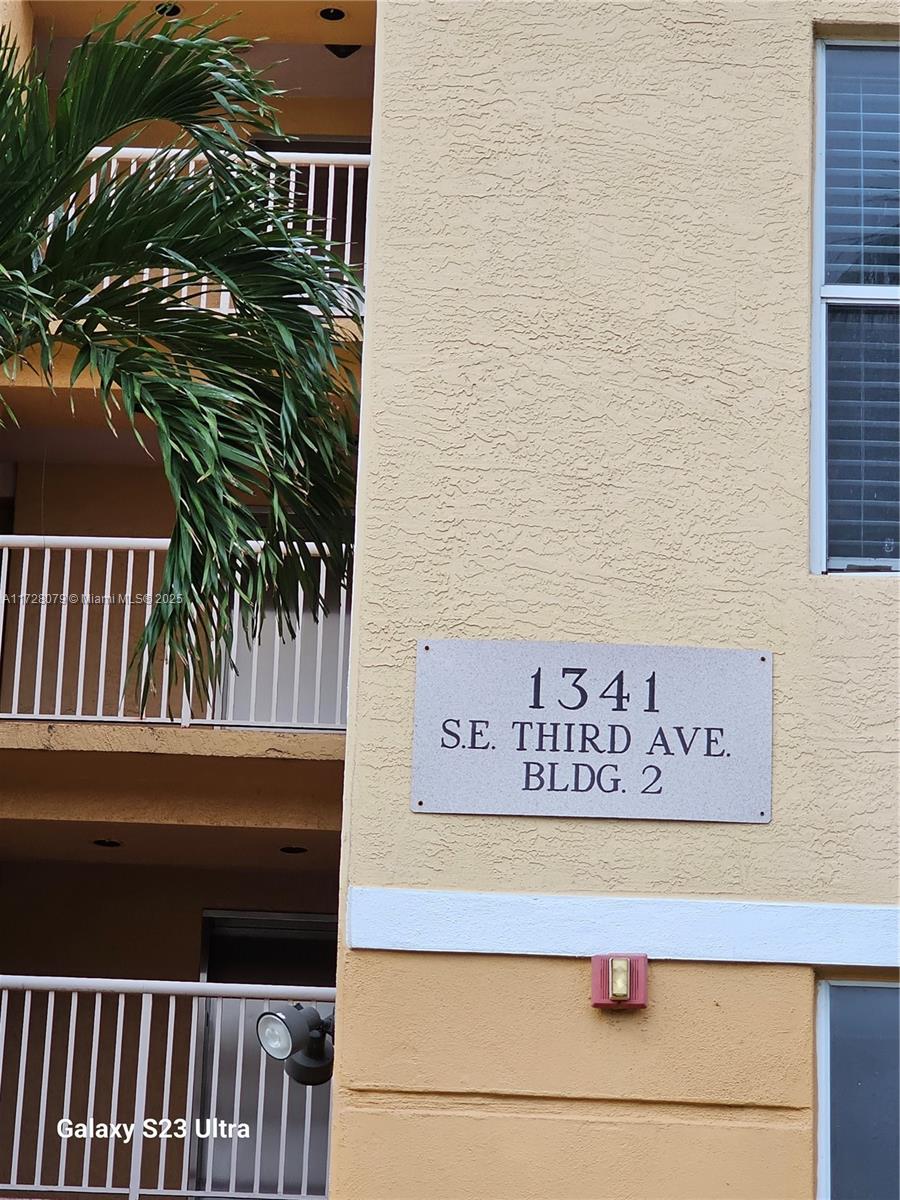 A11728079 © Miami MLS® 2025
1341
S.E. THIRD AVE.
BLDG. 2
Galaxy S23 Ultra